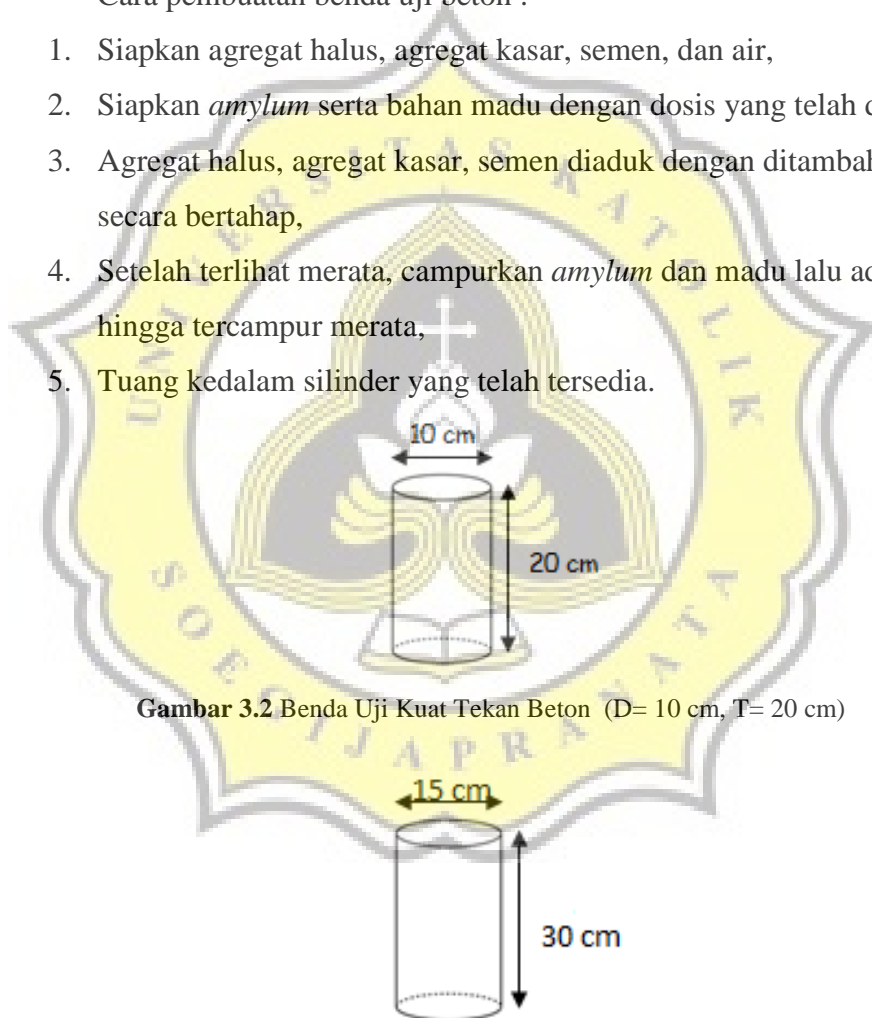 Cara pembuatan benda uji beton :
1. Siapkan agregat halus, agregat kasar, semen, dan air,
2. Siapkan amylum serta bahan madu dengan dosis yang telah
3. Agregat halus, agregat kasar, semen diaduk dengan
secara bertahap,
4. Setelah terlihat merata, campurkan amylum dan madu lalu
hingga tercampur merata,
5. Tuang kedalam silinder yang telah tersedia.
10 cm
20 cm
Gambar 3.2 Benda Uji Kuat Tekan Beton (D= 10 cm, T= 20 cm)
15 cm
30 cm
UNIVERSITAS KATOLIK
SOEGIJAPRANATA